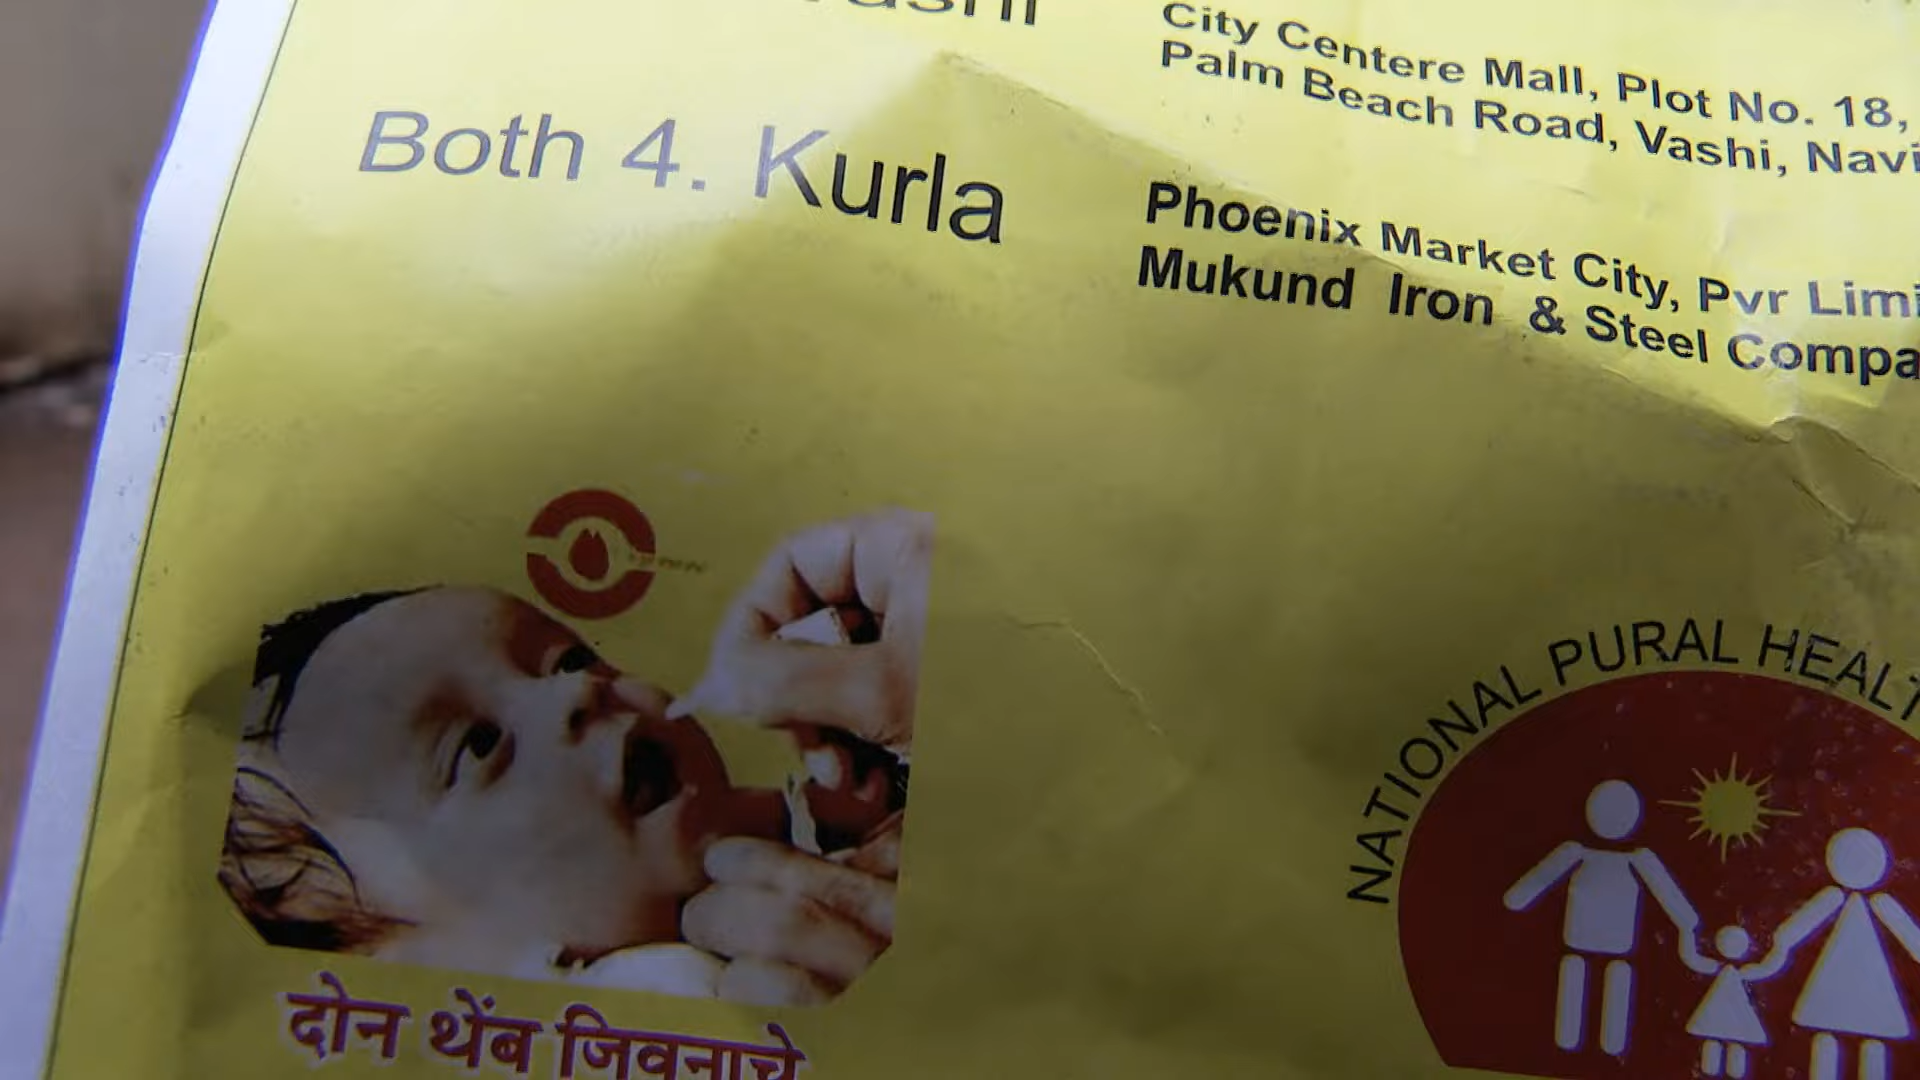 City Centere Mall, Plot No. 18,
Palm Beach Road, Vashi, Navi
Both 4. Kurla
Phoenix Market City, Pvr Limi
Mukund Iron & Steel Compa
NATIONAL PURAL HEALT
दोन थेंब जिवनाचे